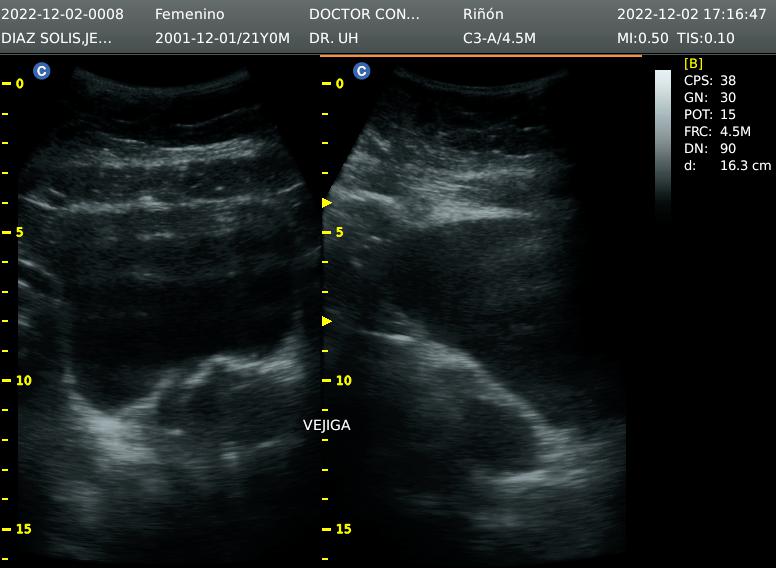 2022-12-02-0008 Femenino DOCTOR CON... Riñón 2022-12-02 17:16:47
DIAZ SOLIS,JE... 2001-12-01/21Y0M DR. UH C3-A/4.5M MI:0.50 TIS:0.10
C C
[B]
0 0
CPS: 38
GN: 30
POT: 15
FRC: 4.5M
DN: 90
d: 16.3 cm
5 5
10 10
VEJIGA
15 15